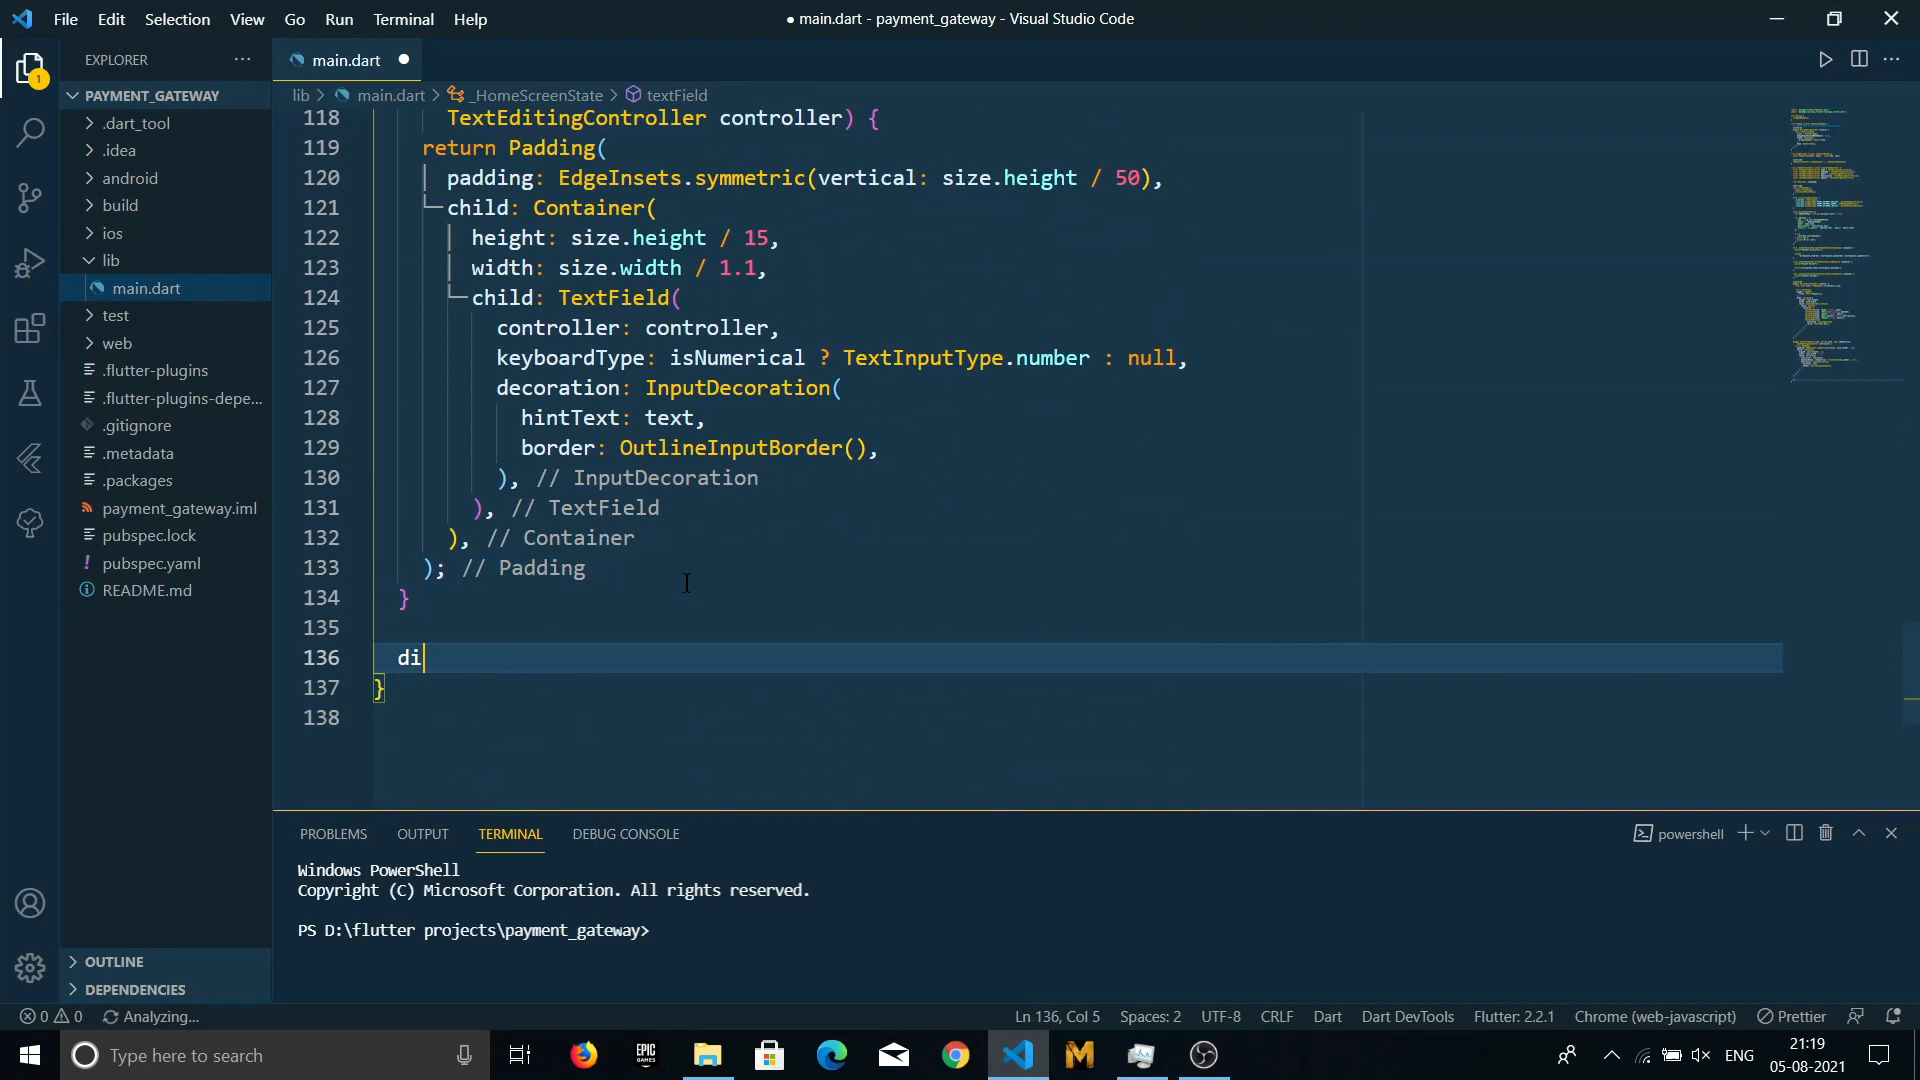 File Edit Selection View Go Run Terminal Help
● main.dart - payment_gateway - Visual Studio Code
EXPLORER
main.dart
PAYMENT_GATEWAY
.dart_tool
.idea
android
build
ios
lib
main.dart
test
web
.flutter-plugins
.flutter-plugins-depe...
.gitignore
.metadata
.packages
payment_gateway.iml
pubspec.lock
pubspec.yaml
README.md
OUTLINE
DEPENDENCIES
1
lib > main.dart > _HomeScreenState > textField
118 TextEditingController controller) {
119 return Padding(
120 padding: EdgeInsets.symmetric(vertical: size.height / 50),
121 child: Container(
122 height: size.height / 15,
123 width: size.width / 1.1,
124 child: TextField(
125 controller: controller,
126 keyboardType: isNumerical ? TextInputType.number : null,
127 decoration: InputDecoration(
128 hintText: text,
129 border: OutlineInputBorder(),
130 ), // InputDecoration
131 ), // TextField
132 ), // Container
133 ); // Padding
134 }
135
136 di
137 }
138
PROBLEMS OUTPUT TERMINAL DEBUG CONSOLE
powershell
Windows PowerShell
Copyright (C) Microsoft Corporation. All rights reserved.
PS D:\flutter projects\payment_gateway>
0 0 Analyzing...
Ln 136, Col 5 Spaces: 2 UTF-8 CRLF Dart Dart DevTools Flutter: 2.2.1 Chrome (web-javascript) Prettier
Type here to search
EPIC GAMES
ENG
21:19
05-08-2021